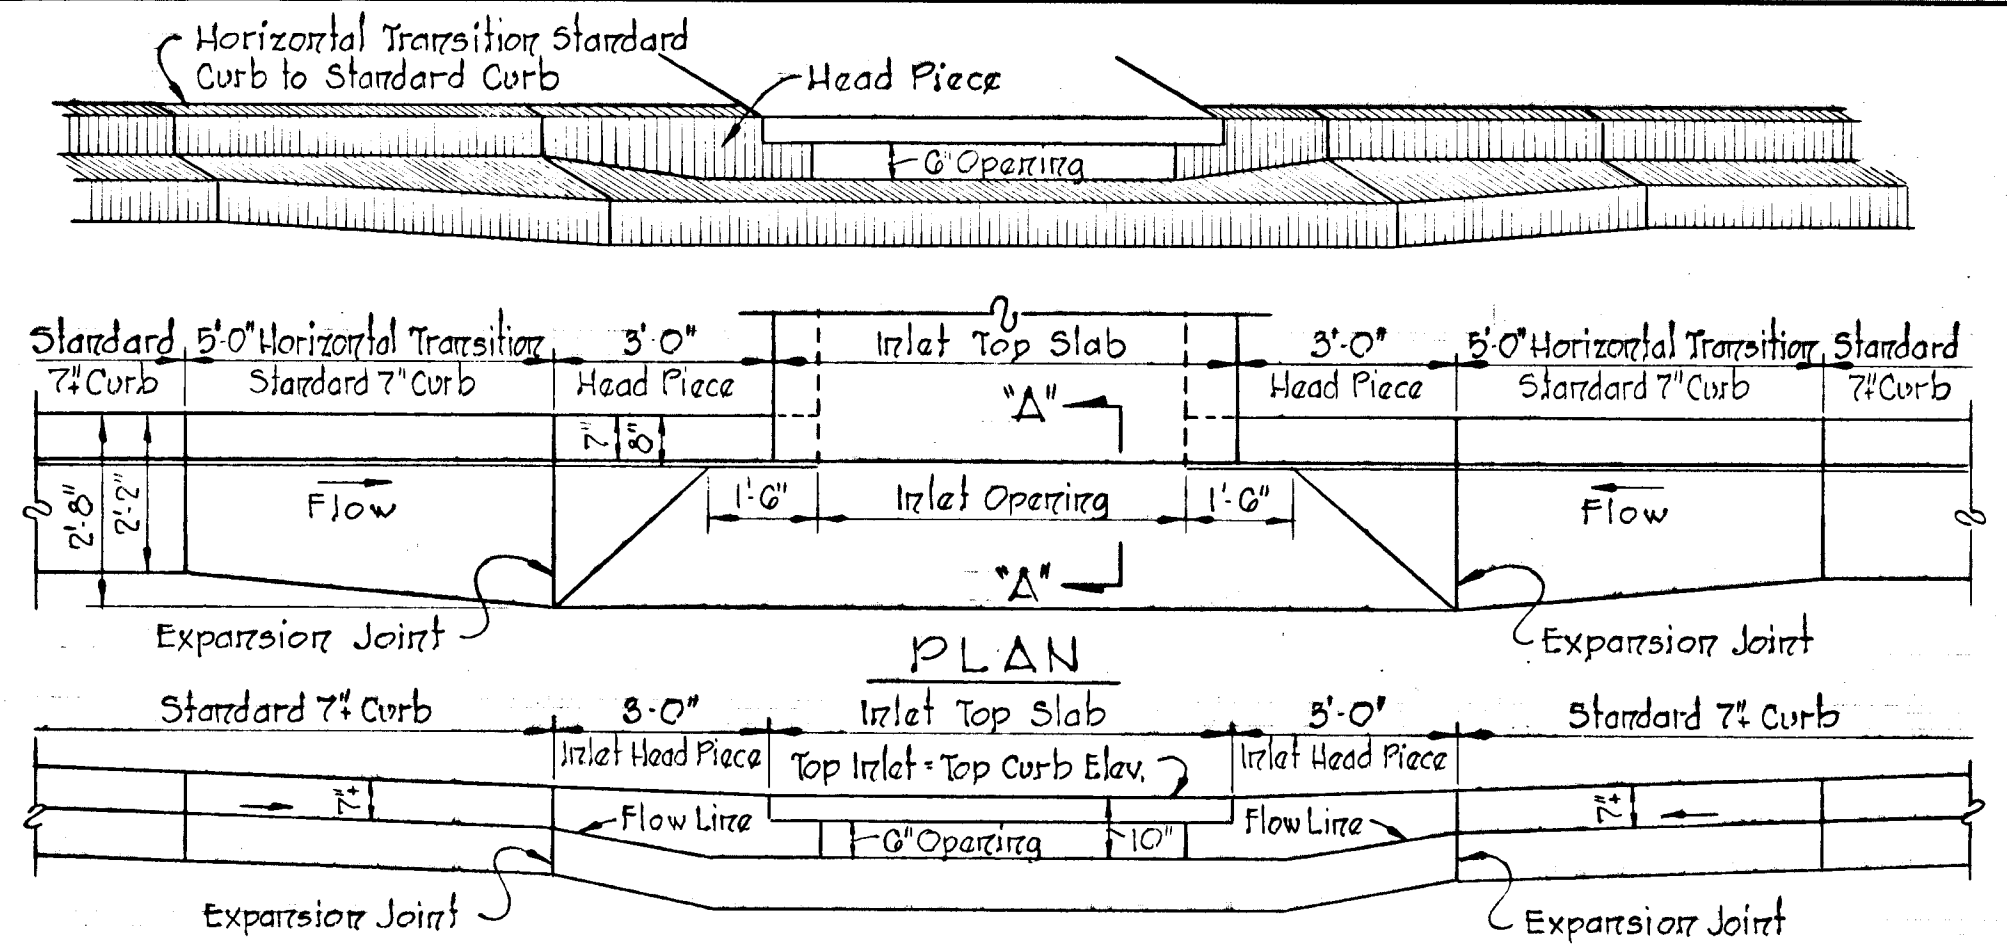 Horizontal Transition Standard
Curb to Standard Curb
Head Piece
6" Opening
Standard
7"± Curb
5'-0" Horizontal Transition
Standard 7" Curb
3'-0"
Head Piece
Inlet Top Slab
3'-0"
Head Piece
5'-0" Horizontal Transition
Standard 7" Curb
Standard
7"± Curb
"A"
7"
8"
2'-8"
2'-2"
Flow
1'-6"
Inlet Opening
1'-6"
Flow
"A"
Expansion Joint
Expansion Joint
PLAN
Standard 7"± Curb
3'-0"
Inlet Head Piece
Inlet Top Slab
3'-0"
Inlet Head Piece
Standard 7"± Curb
Top Inlet = Top Curb Elev.
7"±
Flow Line
6" Opening
10"
Flow Line
7"±
Expansion Joint
Expansion Joint